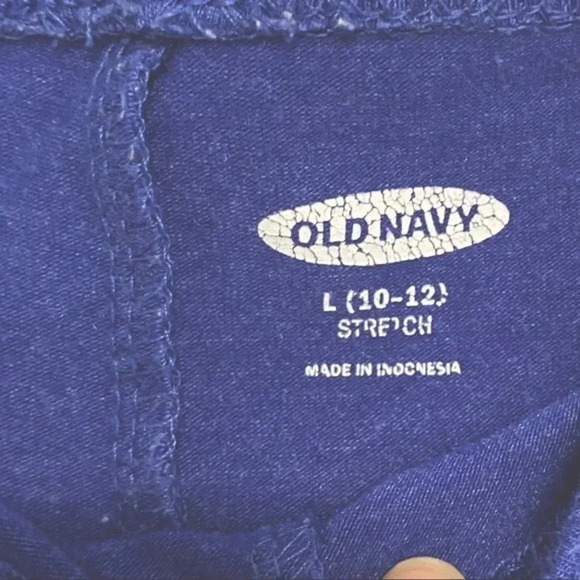 OLD NAVY
L (10-12)
STRETCH
MADE IN INDONESIA